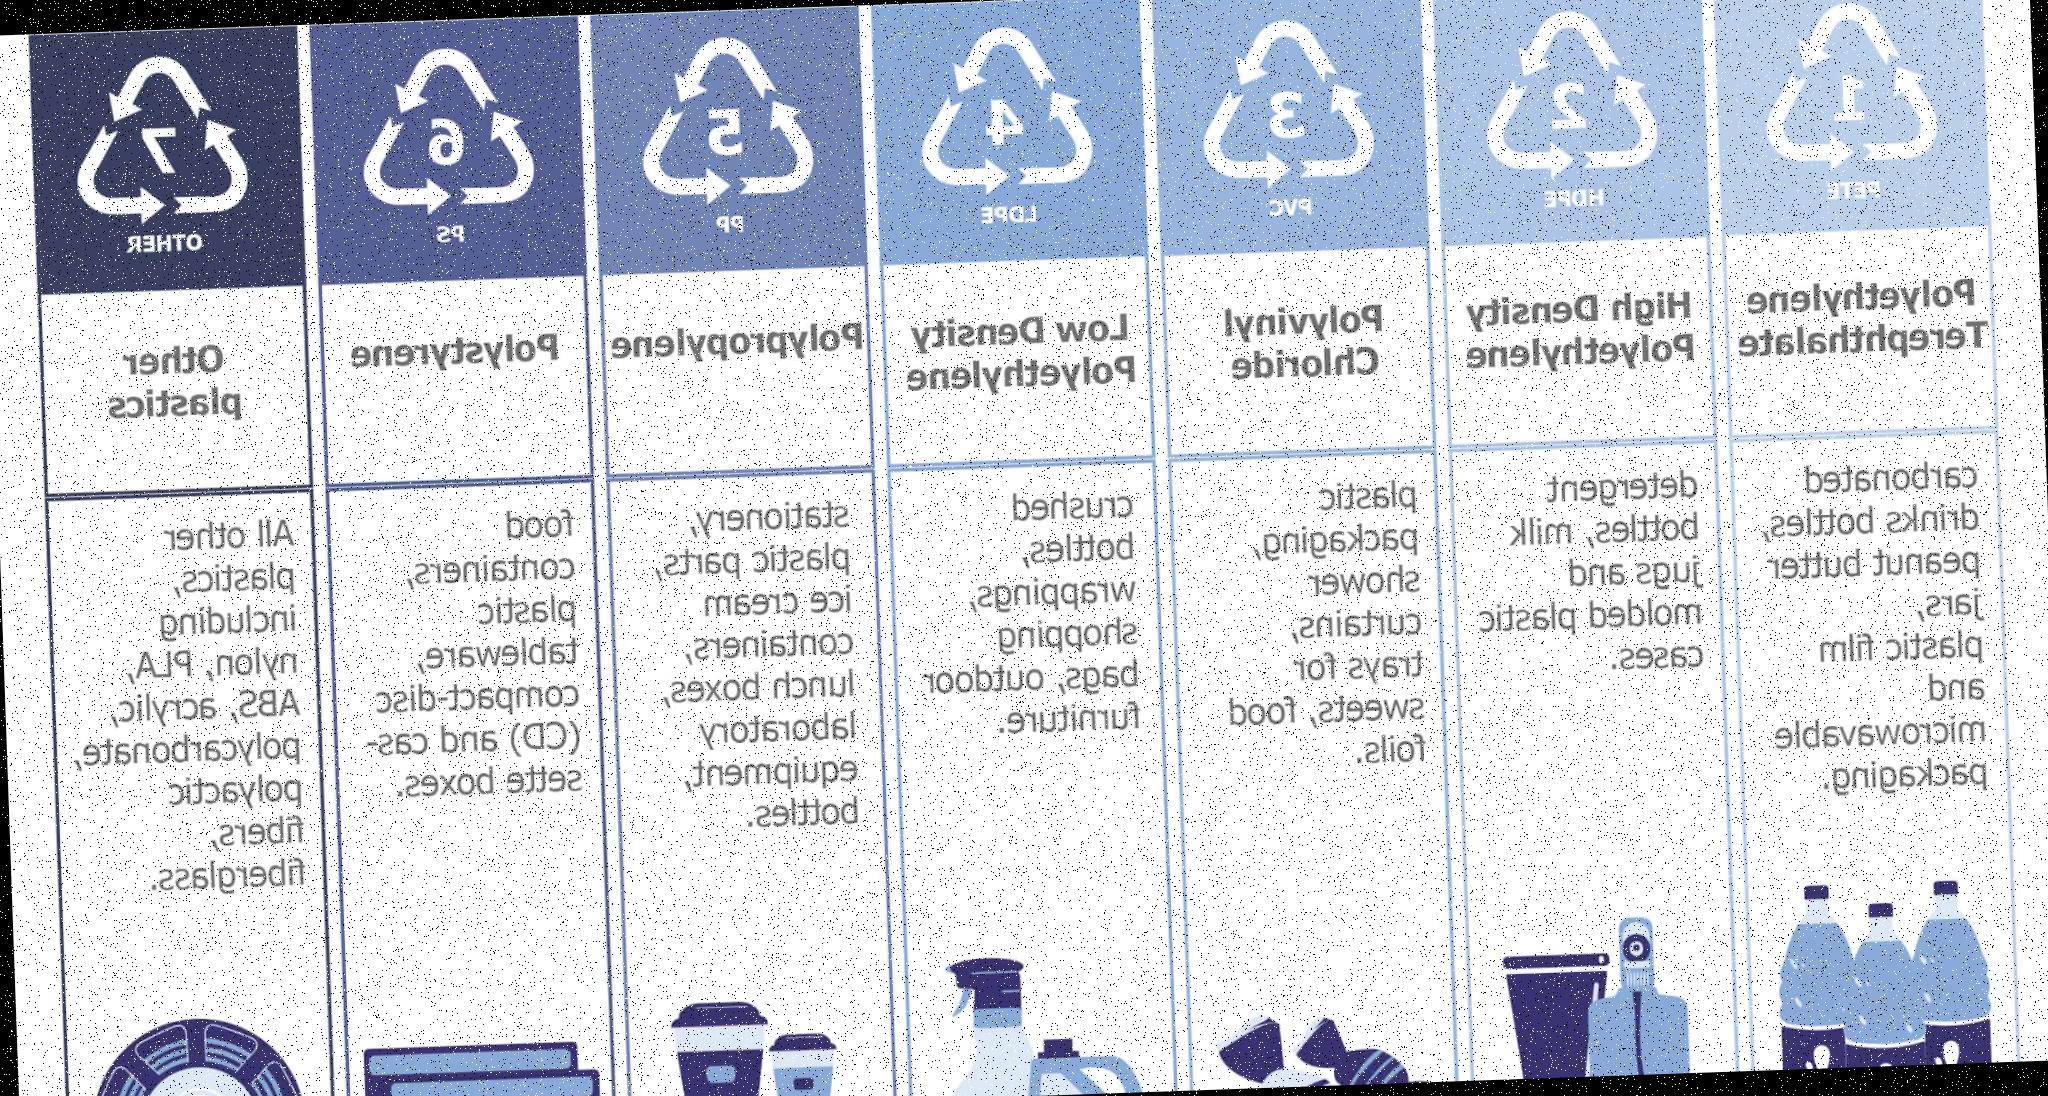 1
PETE
Polyethylene
Terephthalate
carbonated
drinks bottles,
peanut butter
jars,
plastic film
and
microwavable
packaging.
2
HDPE
High Density
Polyethylene
detergent
bottles, milk
jugs and
molded plastic
cases.
3
PVC
Polyvinyl
Chloride
plastic
packaging,
shower
curtains,
trays for
sweets, food
foils.
4
LDPE
Low Density
Polyethylene
crushed
bottles,
wrappings,
shopping
bags, outdoor
furniture.
5
PP
Polypropylene
stationery,
plastic parts,
ice cream
containers,
lunch boxes,
laboratory
equipment,
bottles.
6
PS
Polystyrene
food
containers,
plastic
tableware,
compact-disc
(CD) and cas-
sette boxes.
7
OTHER
Other
plastics
All other
plastics,
including
nylon, PLA,
ABS, acrylic,
polycarbonate,
polyactic
fibers,
fiberglass.